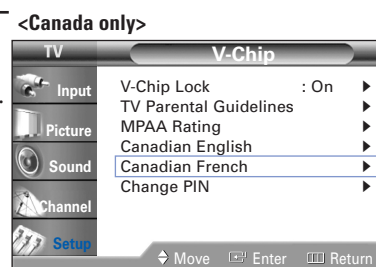 <Canada only>
TV V-Chip
Input
Picture
Sound
Channel
Setup
V-Chip Lock : On
TV Parental Guidelines
MPAA Rating
Canadian English
Canadian French
Change PIN
Move Enter Return